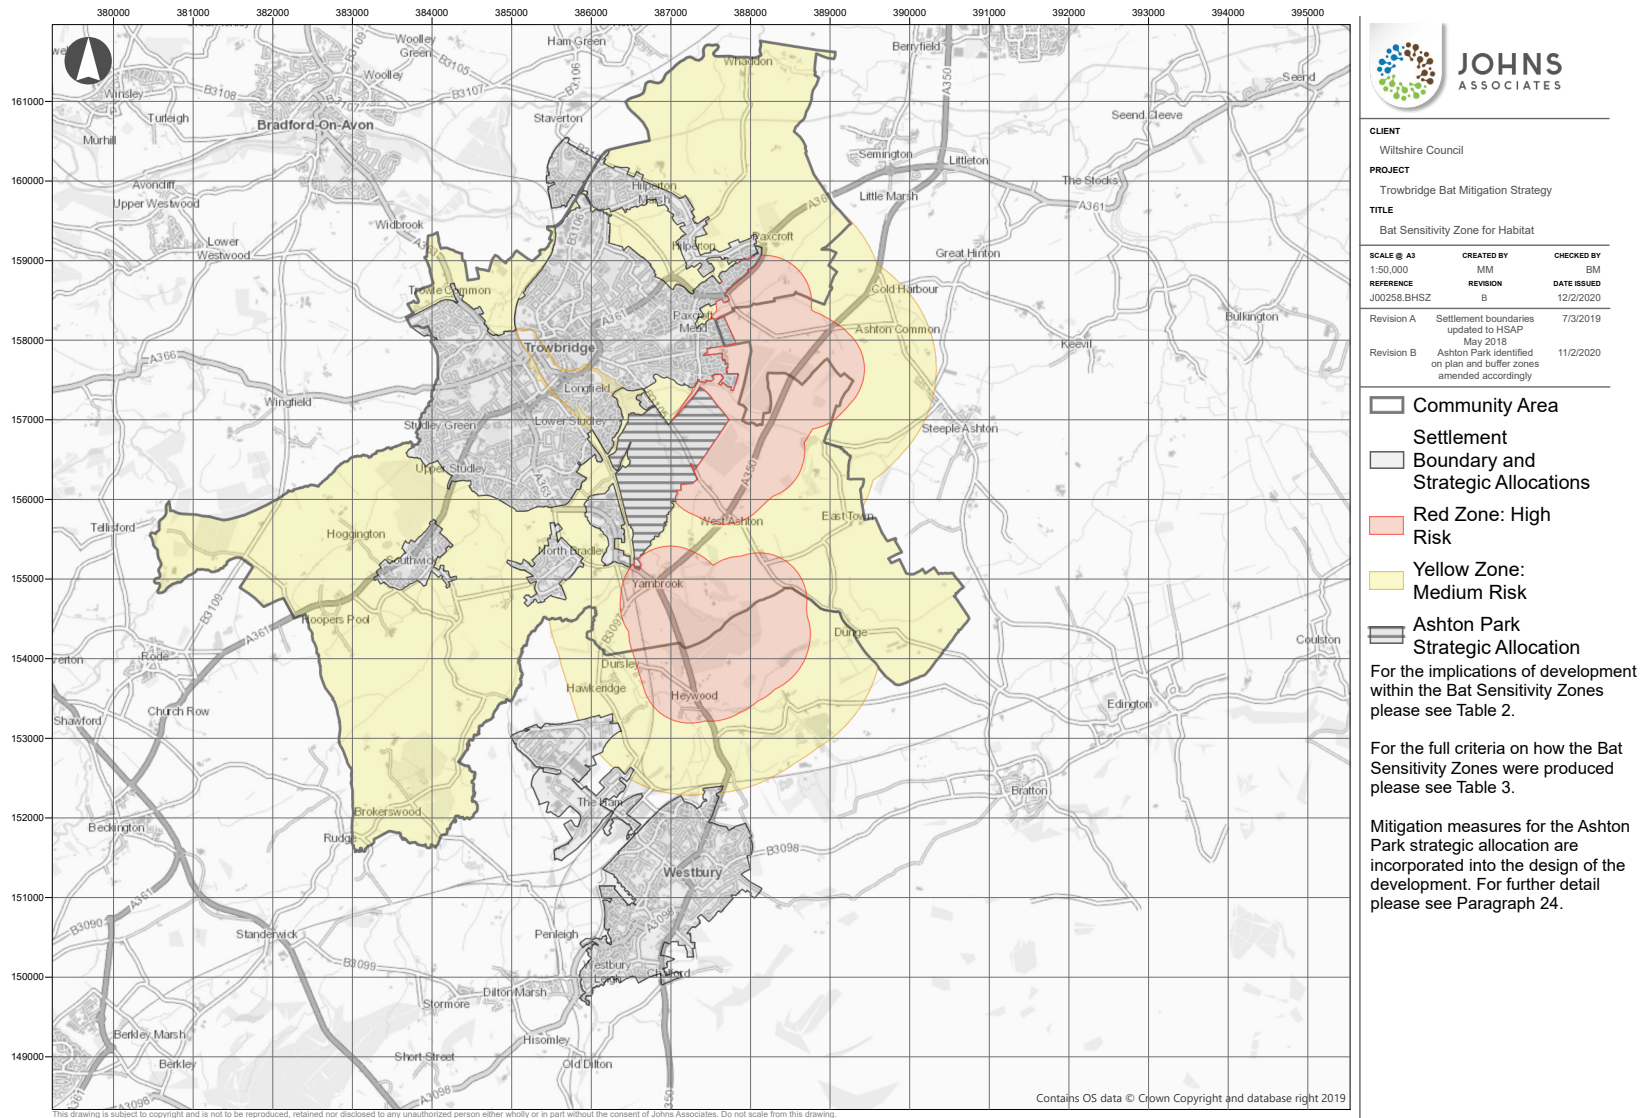 380000 381000 382000 383000 384000 385000 386000 387000 388000 389000 390000 391000 392000 393000 394000 395000
161000
160000
159000
158000
157000
156000
155000
154000
153000
152000
151000
150000
149000
Woolley
Green
B3109
B3105
Woolley
Ham Green
B3106
Berryfield
A350
Whaddon
Seend
Winsley
B3108
B3107
B3107
Turleigh
Bradford-On-Avon
Staverton
Seend Cleeve
Murhill
Semington
Littleton
Avoncliff
Upper Westwood
Hilperton
Marsh
Little Marsh
The Stocks
A361
Widbrook
B3106
Lower
Westwood
Hilperton
Paxcroft
Great Hinton
Trowle Common
Cold Harbour
A361
Paxcroft
Mead
Ashton Common
Bulkington
Trowbridge
Keevil
A366
Longfield
Wingfield
Studley Green
Lower Studley
Steeple Ashton
Upper Studley
A363
A350
Tellisford
West Ashton
East Town
Hoggington
North Bradley
Southwick
Yarnbrook
B3109
A361
Hoopers Pool
B3097
Dunge
Coulston
Rode
Dursley
Hawkeridge
Heywood
Church Row
Shawford
Edington
Bratton
The Ham
Brokerswood
Rudge
Beckington
B3098
Westbury
A361
A3098
B3090
Standerwick
Penleigh
B3099
Westbury
Leigh
Chalford
Dilton Marsh
Stormore
Hisomley
Berkley Marsh
Berkley
Short Street
Old Dilton
A3098
A3098
A361
Contains OS data © Crown Copyright and database right 2019
This drawing is subject to copyright and is not to be reproduced, retained nor disclosed to any unauthorized person either wholly or in part without the consent of Johns Associates. Do not scale from this drawing.
JOHNS
ASSOCIATES
CLIENT
Wiltshire Council
PROJECT
Trowbridge Bat Mitigation Strategy
TITLE
Bat Sensitivity Zone for Habitat
SCALE @ A3 CREATED BY CHECKED BY
1:50,000 MM BM
REFERENCE REVISION DATE ISSUED
J00258.BHSZ B 12/2/2020
Revision A Settlement boundaries 7/3/2019
updated to HSAP
May 2018
Revision B Ashton Park identified 11/2/2020
on plan and buffer zones
amended accordingly
Community Area
Settlement
Boundary and
Strategic Allocations
Red Zone: High
Risk
Yellow Zone:
Medium Risk
Ashton Park
Strategic Allocation
For the implications of development
within the Bat Sensitivity Zones
please see Table 2.
For the full criteria on how the Bat
Sensitivity Zones were produced
please see Table 3.
Mitigation measures for the Ashton
Park strategic allocation are
incorporated into the design of the
development. For further detail
please see Paragraph 24.